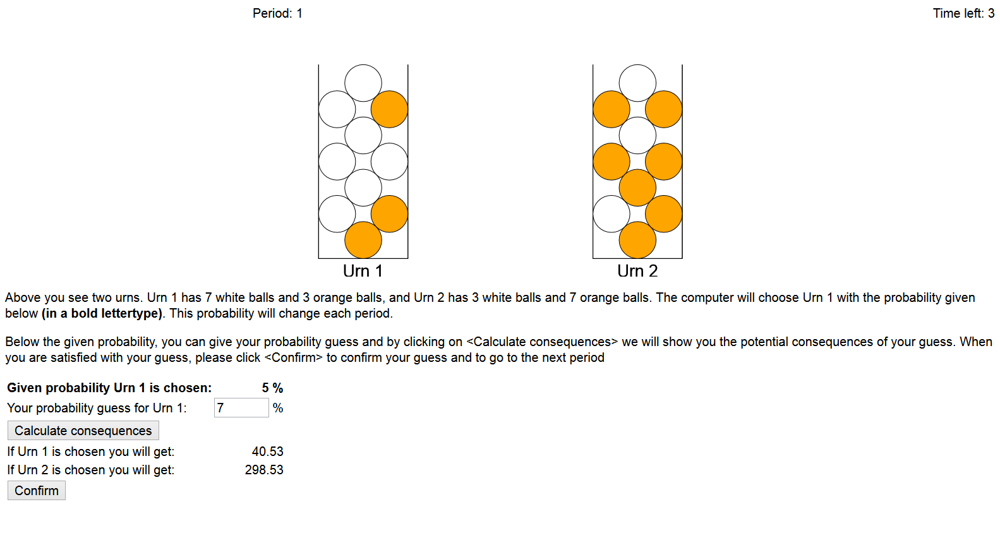 Period: 1
Time left: 3
Urn 1
Urn 2
Above you see two urns. Urn 1 has 7 white balls and 3 orange balls, and Urn 2 has 3 white balls and 7 orange balls. The computer will choose Urn 1 with the probability given
below (in a bold lettertype). This probability will change each period.
Below the given probability, you can give your probability guess and by clicking on <Calculate consequences> we will show you the potential consequences of your guess. When
you are satisfied with your guess, please click <Confirm> to confirm your guess and to go to the next period
Given probability Urn 1 is chosen: 5 %
Your probability guess for Urn 1: 7 %
Calculate consequences
If Urn 1 is chosen you will get: 40.53
If Urn 2 is chosen you will get: 298.53
Confirm